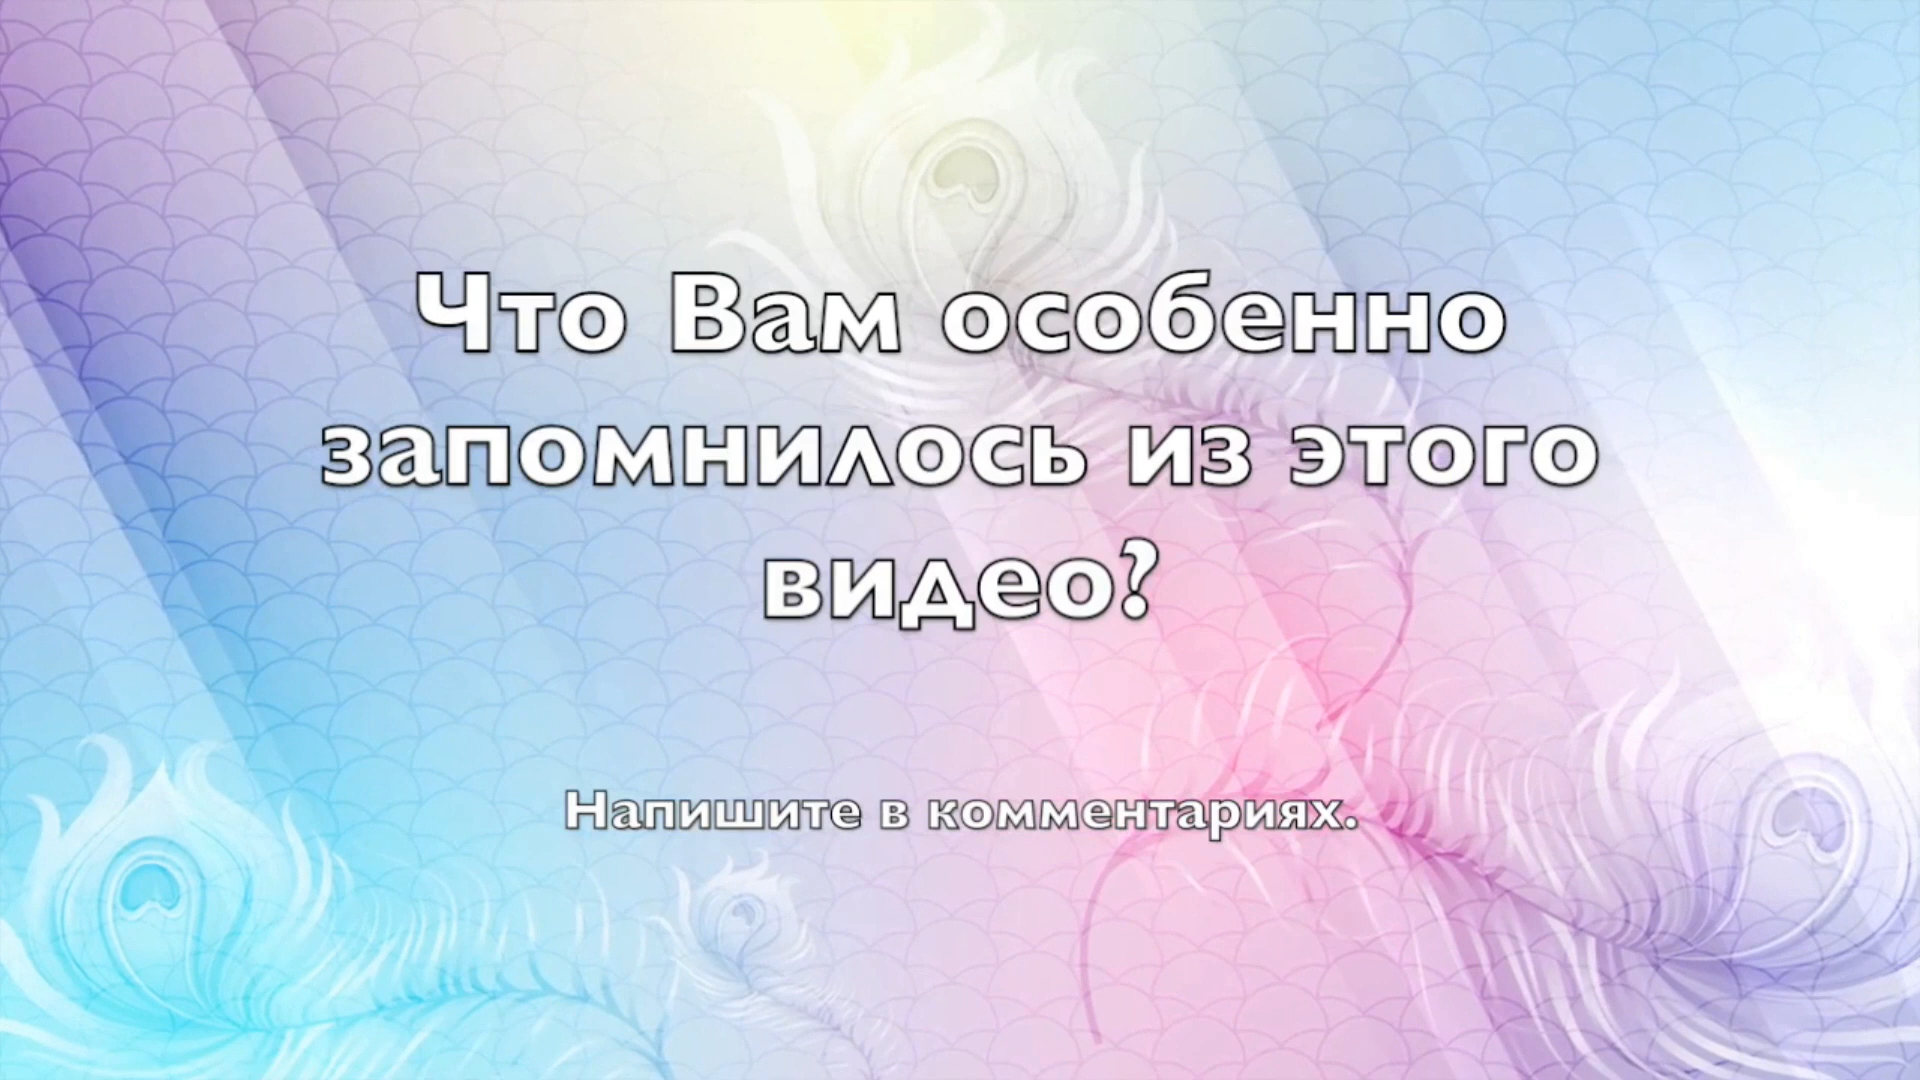 Что Вам особенно
запомнилось из этого
видео?
Напишите в комментариях.